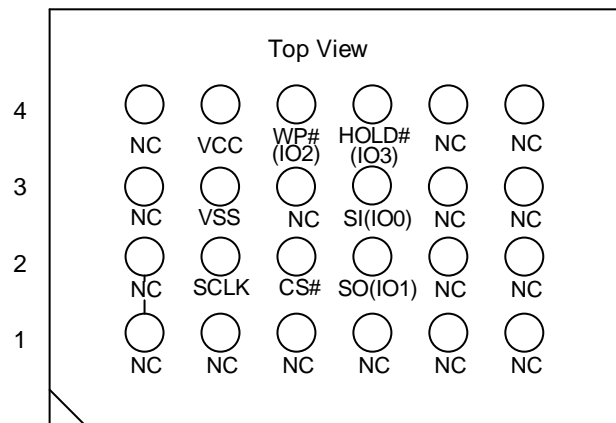 Top View
4
NC VCC WP# HOLD# NC NC
(IO2) (IO3)
3
NC VSS NC SI(IO0) NC NC
2
NC SCLK CS# SO(IO1) NC NC
1
NC NC NC NC NC NC